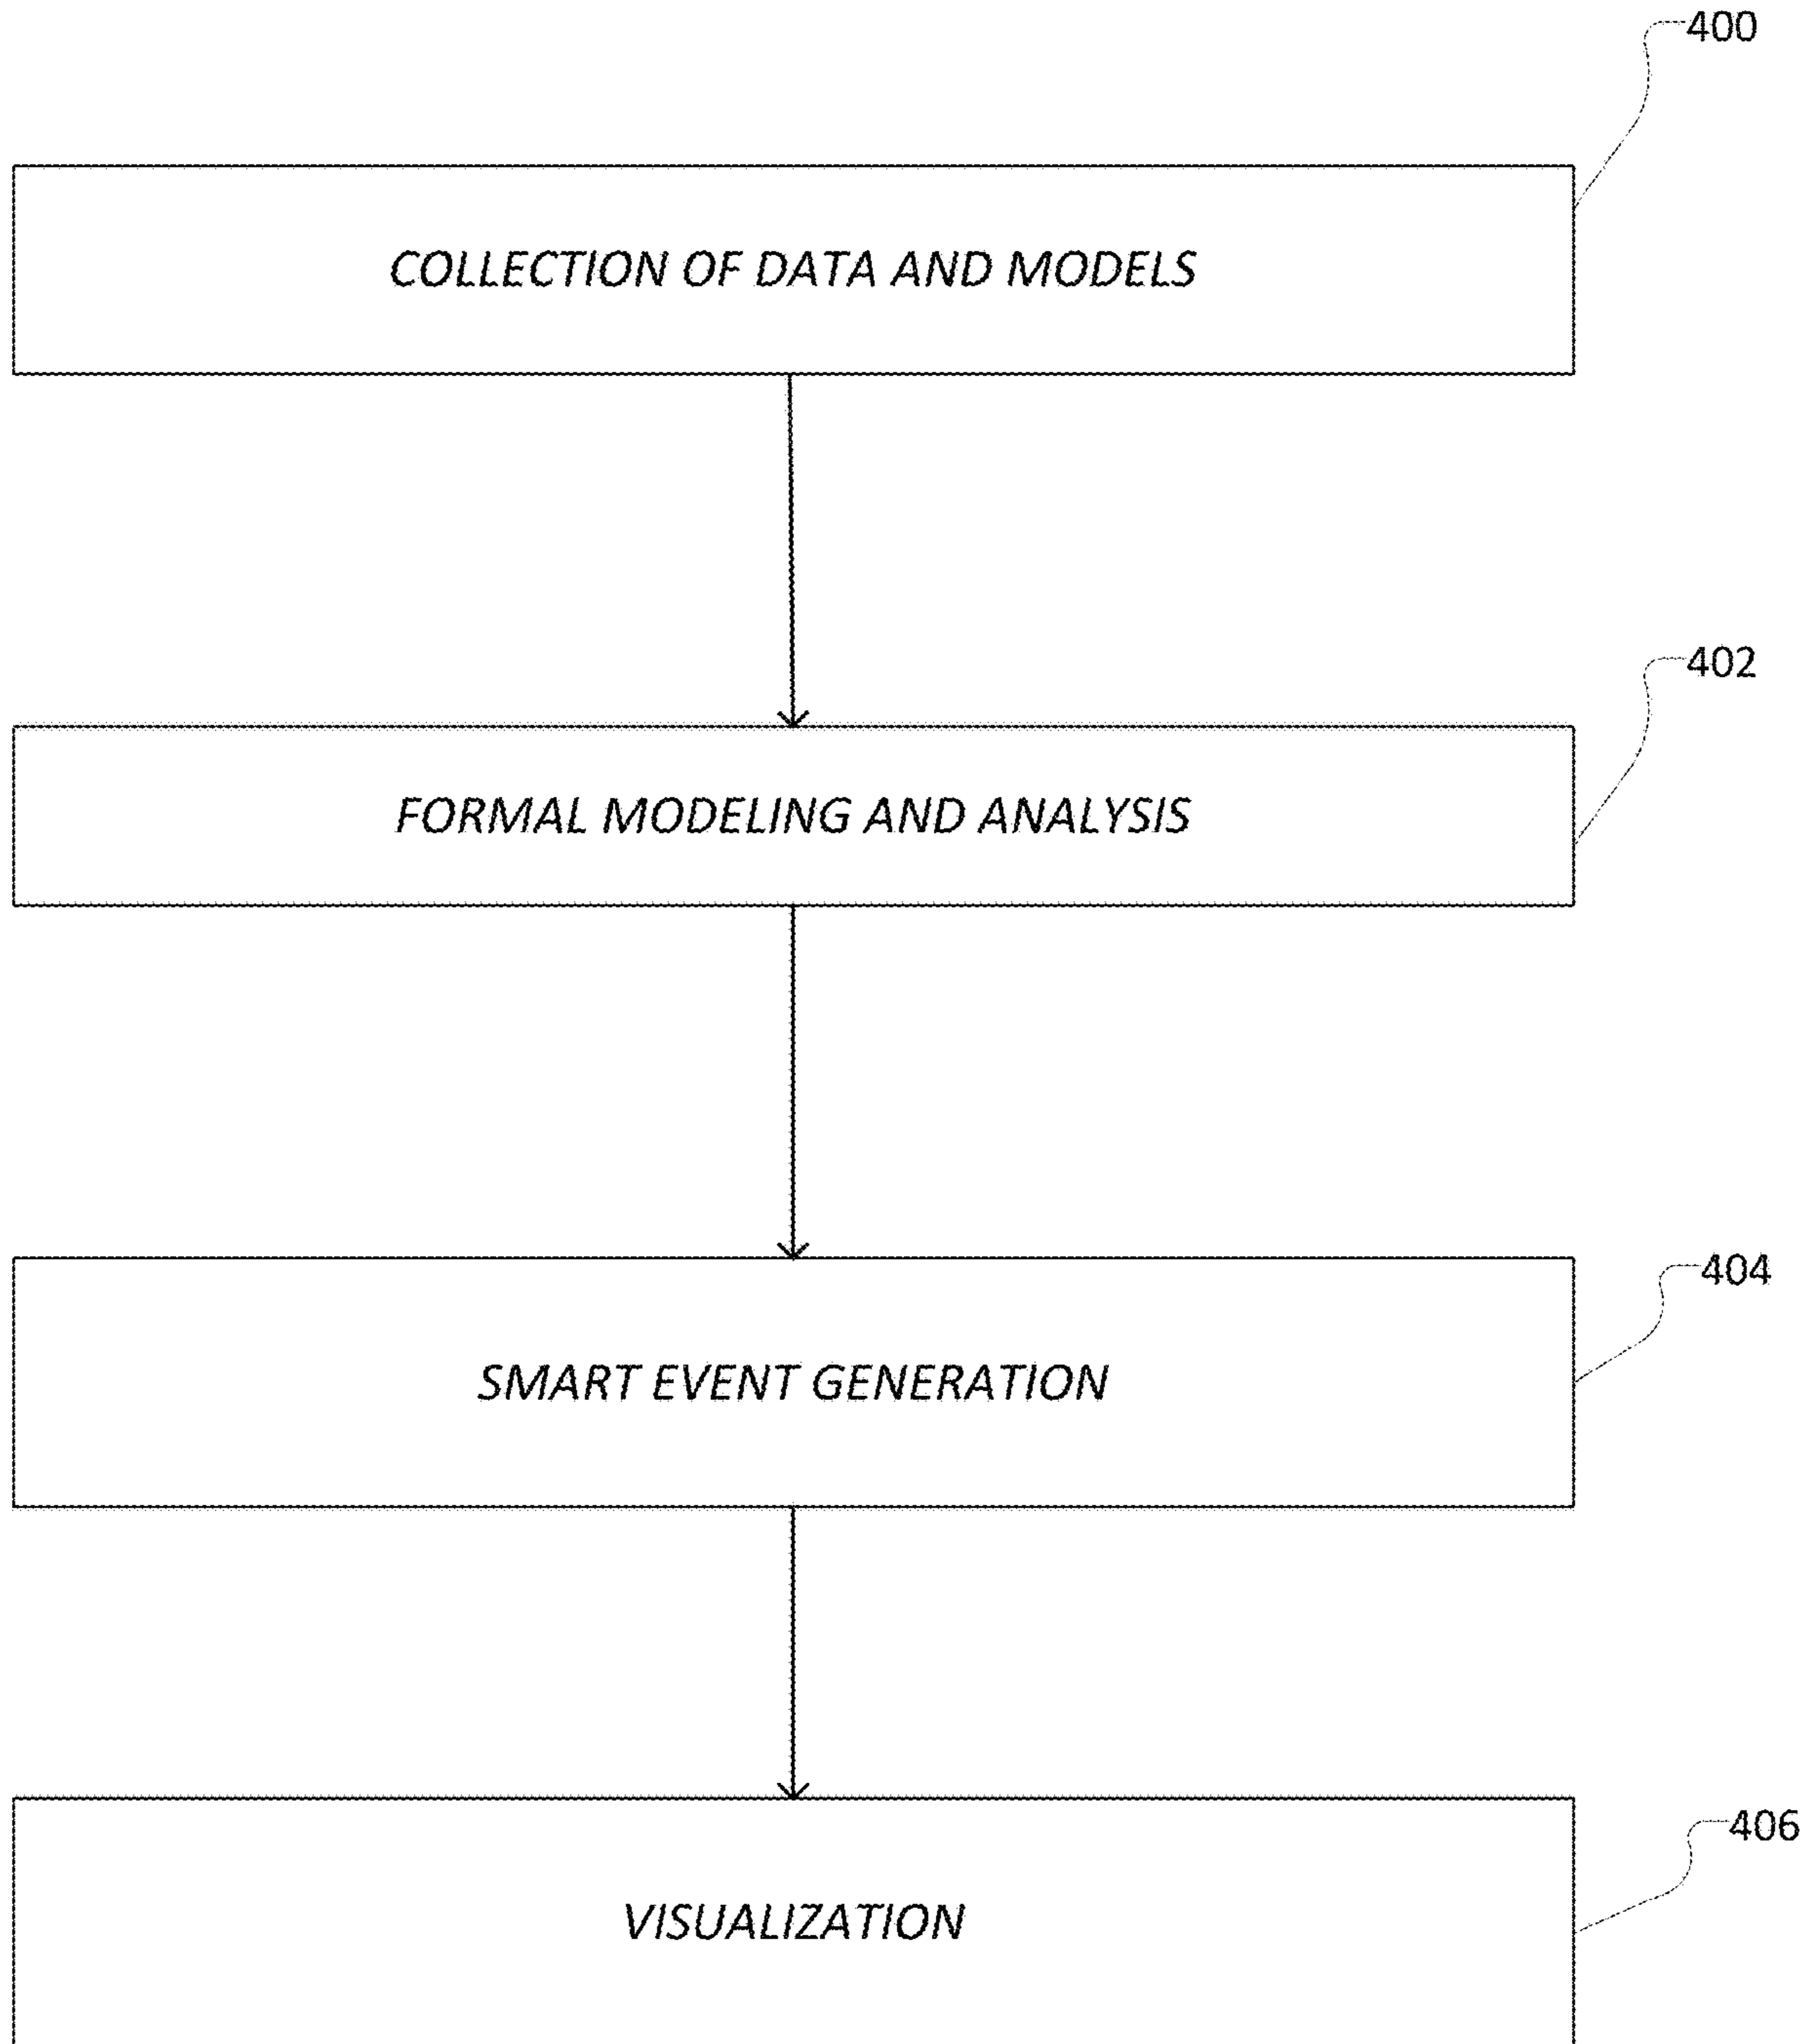 400
COLLECTION OF DATA AND MODELS
402
FORMAL MODELING AND ANALYSIS
404
SMART EVENT GENERATION
406
VISUALIZATION